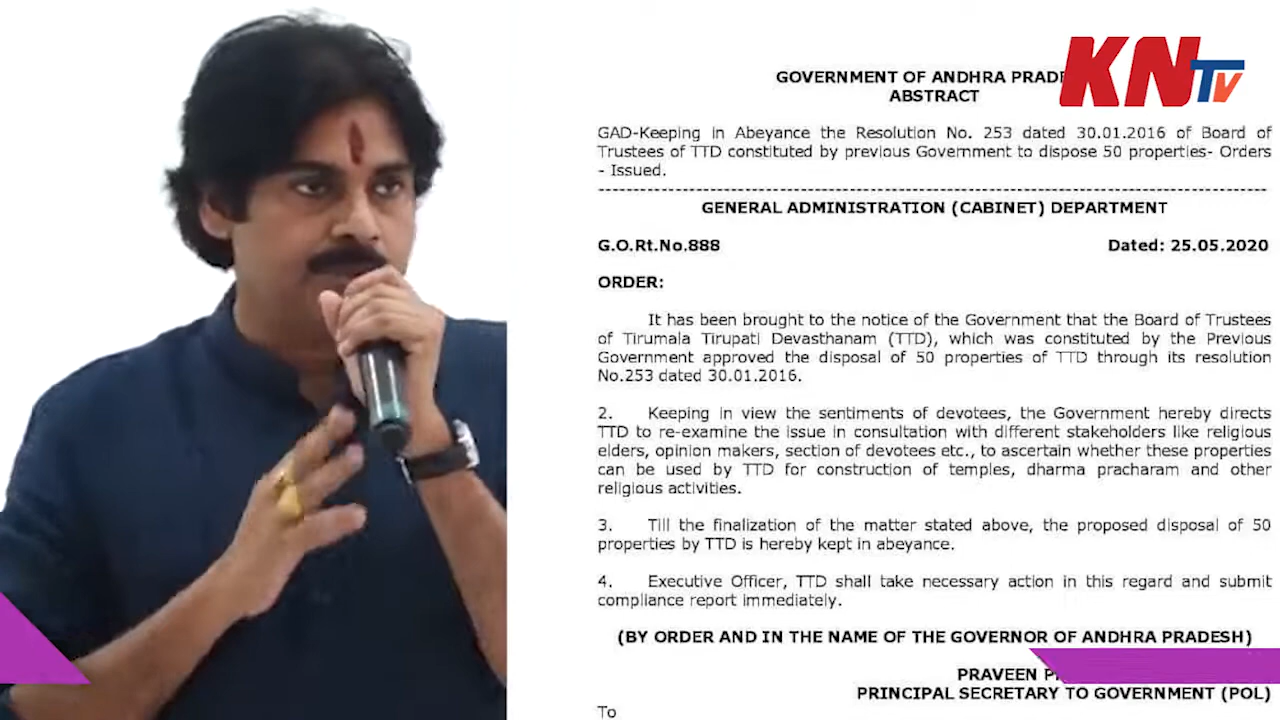 KNTV
GOVERNMENT OF ANDHRA
ABSTRACT
GAD-Keeping in Abeyance the Resolution No. 253 dated 30.01.2016 of Board of
Trustees of TTD constituted by previous Government to dispose 50 properties- Orders
- Issued.
GENERAL ADMINISTRATION (CABINET) DEPARTMENT
G.O.Rt.No.888 Dated: 25.05.2020
ORDER:
It has been brought to the notice of the Government that the Board of Trustees
of Tirumala Tirupati Devasthanam (TTD), which was constituted by the Previous
Government approved the disposal of 50 properties of TTD through its resolution
No.253 dated 30.01.2016.
2. Keeping in view the sentiments of devotees, the Government hereby directs
TTD to re-examine the issue in consultation with different stakeholders like religious
elders, opinion makers, section of devotees etc., to ascertain whether these properties
can be used by TTD for construction of temples, dharma pracharam and other
religious activities.
3. Till the finalization of the matter stated above, the proposed disposal of 50
properties by TTD is hereby kept in abeyance.
4. Executive Officer, TTD shall take necessary action in this regard and submit
compliance report immediately.
(BY ORDER AND IN THE NAME OF THE GOVERNOR OF ANDHRA PRADESH)
PRAVEEN
PRINCIPAL SECRETARY TO GOVERNMENT (POL)
To